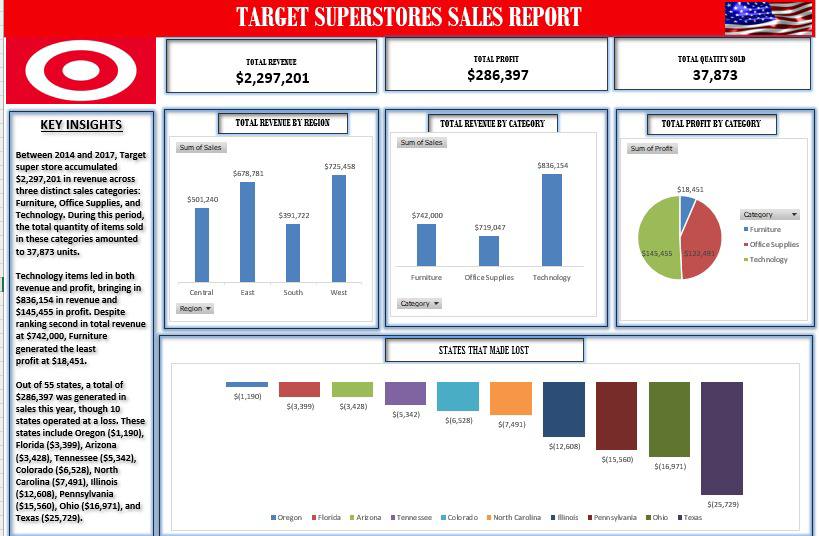 TARGET SUPERSTORES SALES REPORT
TOTAL REVENUE
$2,297,201
TOTAL PROFIT
$286,397
TOTAL QUATITY SOLD
37,873
KEY INSIGHTS
Between 2014 and 2017, Target
super store accumulated
$2,297,201 in revenue across
three distinct sales categories:
Furniture, Office Supplies, and
Technology. During this period,
the total quantity of items sold
in these categories amounted
to 37,873 units.
Technology items led in both
revenue and profit, bringing in
$836,154 in revenue and
$145,455 in profit. Despite
ranking second in total revenue
at $742,000, Furniture
generated the least
profit at $18,451.
Out of 55 states, a total of
$286,397 was generated in
sales this year, though 10
states operated at a loss. These
states include Oregon ($1,190),
Florida ($3,399), Arizona
($3,428), Tennessee ($5,342),
Colorado ($6,528), North
Carolina ($7,491), Illinois
($12,608), Pennsylvania
($15,560), Ohio ($16,971), and
Texas ($25,729).
TOTAL REVENUE BY REGION
Sum of Sales
$501,240
$678,781
$391,722
$725,458
Central
East
South
West
Region
TOTAL REVENUE BY CATEGORY
Sum of Sales
$742,000
$719,047
$836,154
Furniture
Office Supplies
Technology
Category
TOTAL PROFIT BY CATEGORY
Sum of Profit
$18,451
$145,455
$122,491
Category
Furniture
Office Supplies
Technology
STATES THAT MADE LOST
$(1,190)
$(3,399)
$(3,428)
$(5,342)
$(6,528)
$(7,491)
$(12,608)
$(15,560)
$(16,971)
$(25,729)
Oregon
Florida
Arizona
Tennessee
Colorado
North Carolina
Illinois
Pennsylvania
Ohio
Texas